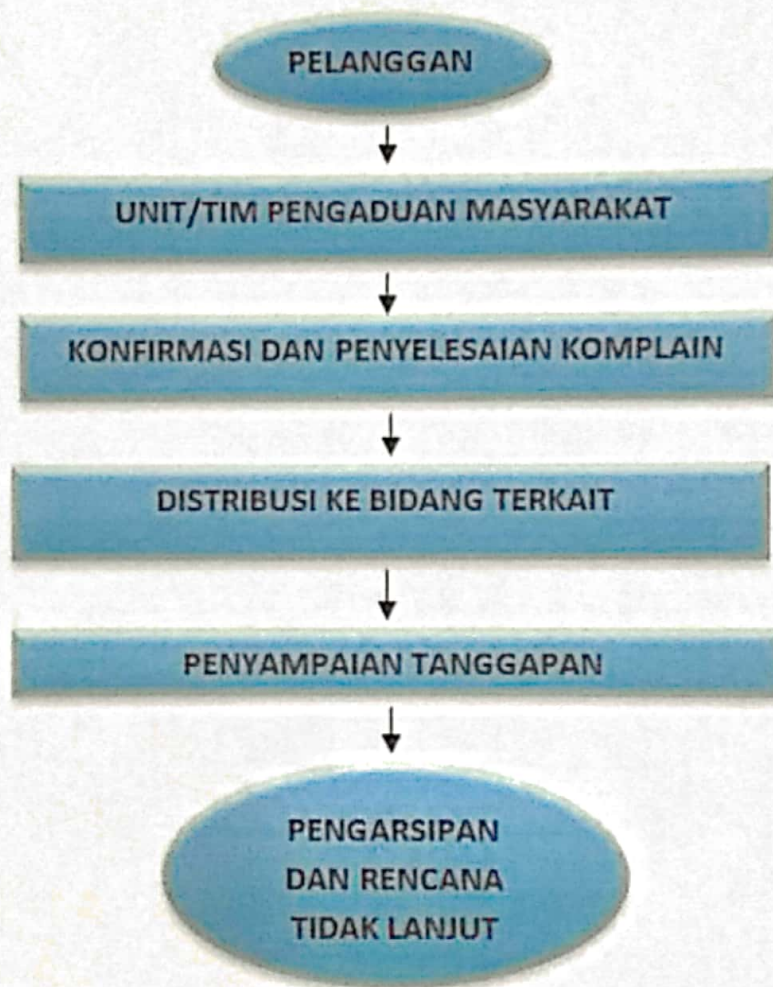 PELANGGAN
UNIT/TIM PENGADUAN MASYARAKAT
KONFIRMASI DAN PENYELESAIAN KOMPLAIN
DISTRIBUSI KE BIDANG TERKAIT
PENYAMPAIAN TANGGAPAN
PENGARSIPAN
DAN RENCANA
TIDAK LANJUT